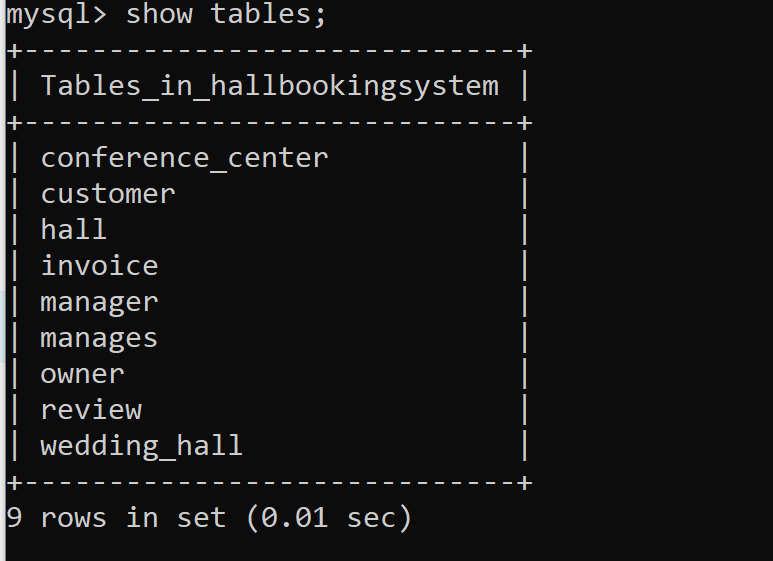 mysql> show tables;
+-----------------------------+
| Tables_in_hallbookingsystem |
+-----------------------------+
| conference_center           |
| customer                    |
| hall                        |
| invoice                     |
| manager                     |
| manages                     |
| owner                       |
| review                      |
| wedding_hall                |
+-----------------------------+
9 rows in set (0.01 sec)